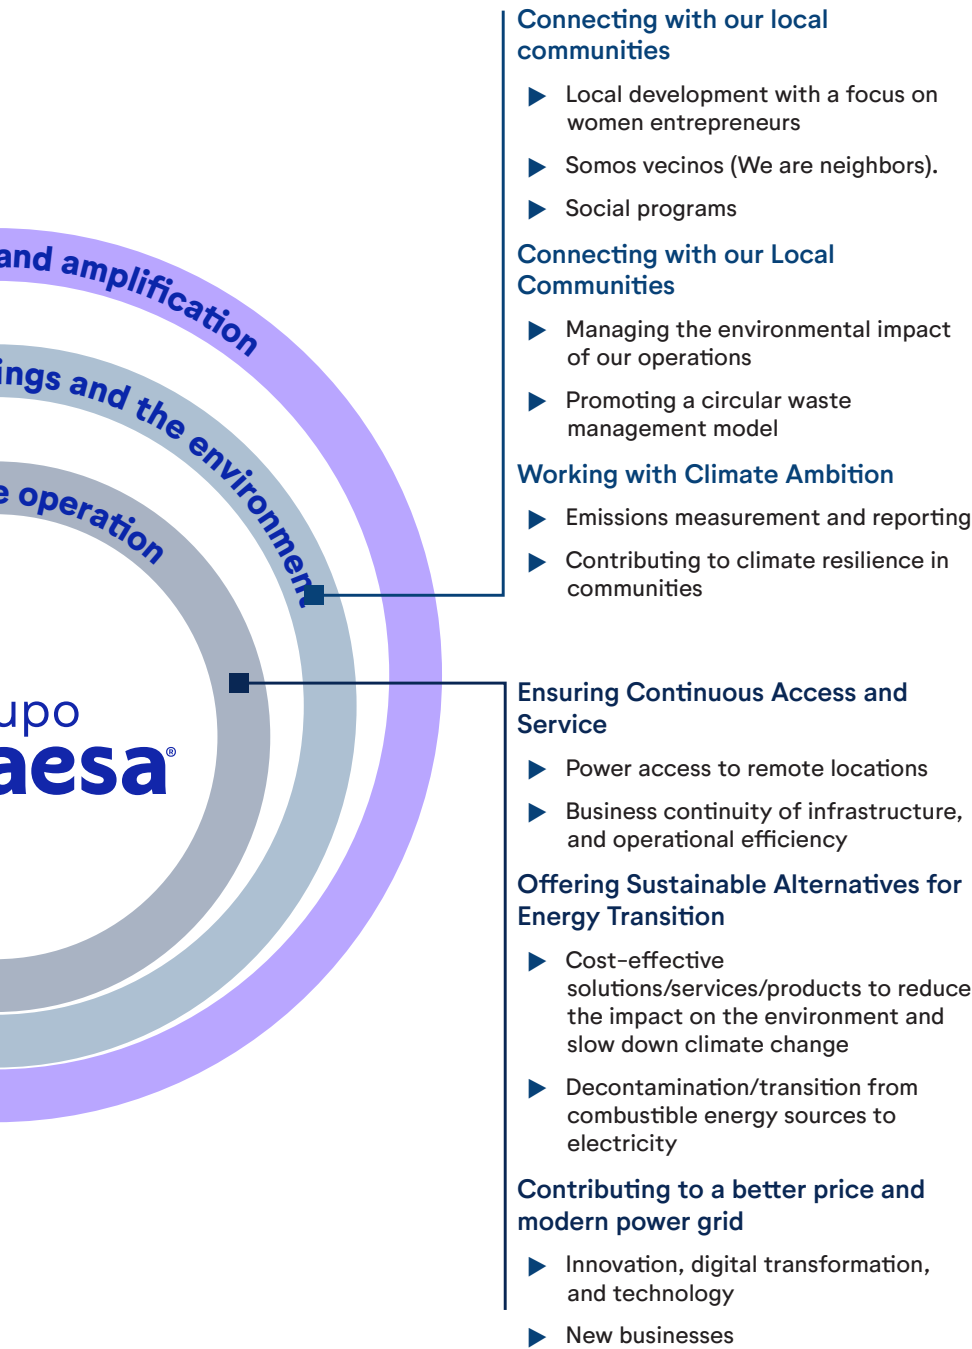 and amplification
ings and the environment
e operation
upo
aesa®
Connecting with our local
communities
Local development with a focus on
women entrepreneurs
Somos vecinos (We are neighbors).
Social programs
Connecting with our Local
Communities
Managing the environmental impact
of our operations
Promoting a circular waste
management model
Working with Climate Ambition
Emissions measurement and reporting
Contributing to climate resilience in
communities
Ensuring Continuous Access and
Service
Power access to remote locations
Business continuity of infrastructure,
and operational efficiency
Offering Sustainable Alternatives for
Energy Transition
Cost-effective
solutions/services/products to reduce
the impact on the environment and
slow down climate change
Decontamination/transition from
combustible energy sources to
electricity
Contributing to a better price and
modern power grid
Innovation, digital transformation,
and technology
New businesses